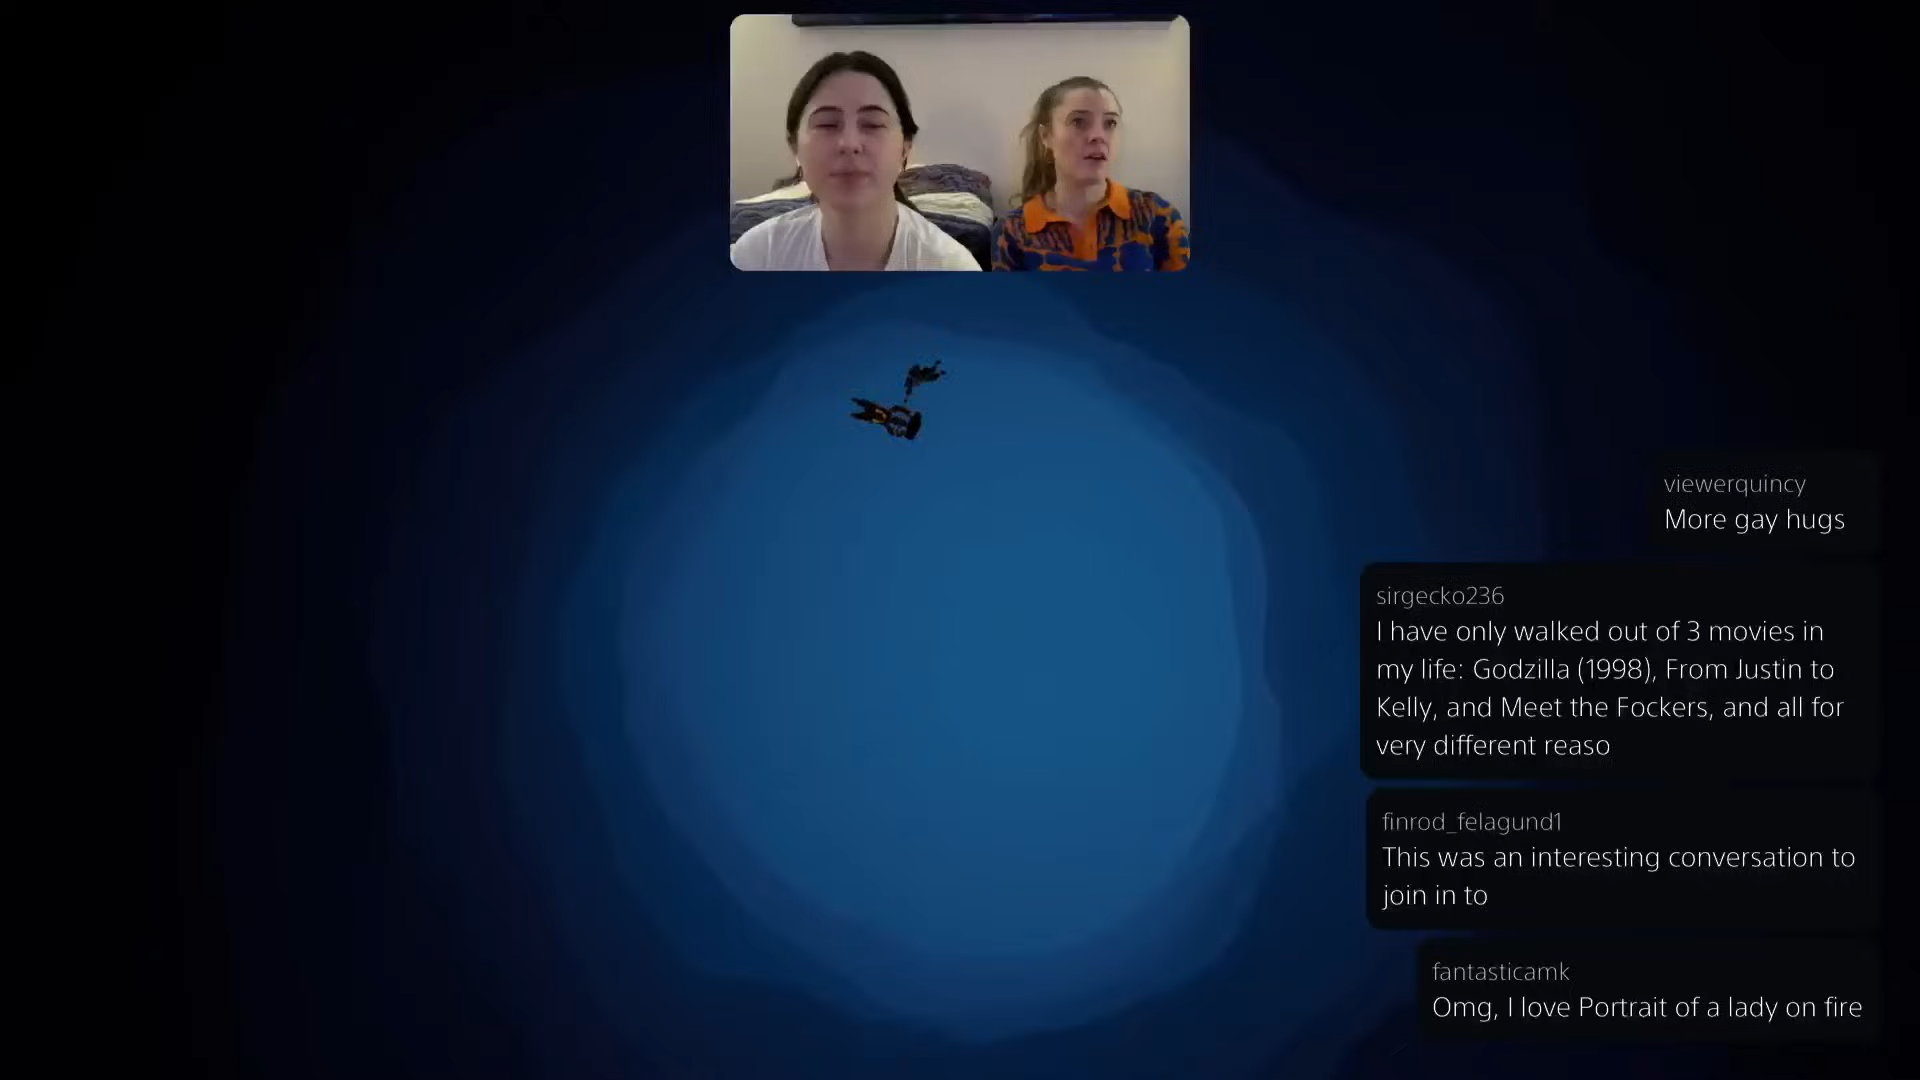 viewerquincy
More gay hugs
sirgecko236
I have only walked out of 3 movies in
my life: Godzilla (1998), From Justin to
Kelly, and Meet the Fockers, and all for
very different reaso
finrod_felagund1
This was an interesting conversation to
join in to
fantasticamk
Omg, I love Portrait of a lady on fire